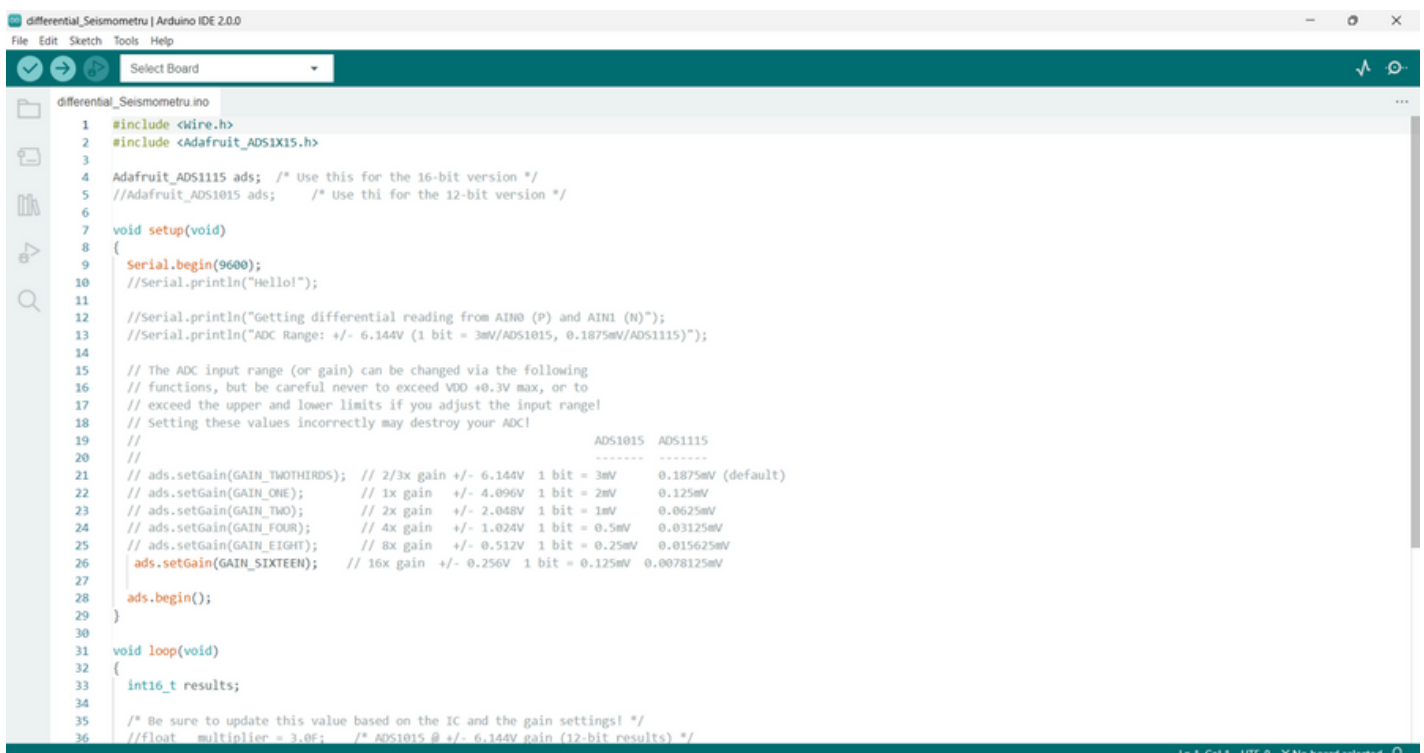 differential_Seismometru | Arduino IDE 2.0.0
File Edit Sketch Tools Help
Select Board
differential_Seismometru.ino
1 #include <Wire.h>
2 #include <Adafruit_ADS1X15.h>
3
4 Adafruit_ADS1115 ads;  /* Use this for the 16-bit version */
5 //Adafruit_ADS1015 ads;     /* Use thi for the 12-bit version */
6
7 void setup(void)
8 {
9   Serial.begin(9600);
10   //Serial.println("Hello!");
11
12   //Serial.println("Getting differential reading from AIN0 (P) and AIN1 (N)");
13   //Serial.println("ADC Range: +/- 6.144V (1 bit = 3mV/ADS1015, 0.1875mV/ADS1115)");
14
15   // The ADC input range (or gain) can be changed via the following
16   // functions, but be careful never to exceed VDD +0.3V max, or to
17   // exceed the upper and lower limits if you adjust the input range!
18   // Setting these values incorrectly may destroy your ADC!
19   //                                                                ADS1015  ADS1115
20   //                                                                -------  -------
21   // ads.setGain(GAIN_TWOTHIRDS);  // 2/3x gain +/- 6.144V  1 bit = 3mV      0.1875mV (default)
22   // ads.setGain(GAIN_ONE);        // 1x gain   +/- 4.096V  1 bit = 2mV      0.125mV
23   // ads.setGain(GAIN_TWO);        // 2x gain   +/- 2.048V  1 bit = 1mV      0.0625mV
24   // ads.setGain(GAIN_FOUR);       // 4x gain   +/- 1.024V  1 bit = 0.5mV    0.03125mV
25   // ads.setGain(GAIN_EIGHT);      // 8x gain   +/- 0.512V  1 bit = 0.25mV   0.015625mV
26    ads.setGain(GAIN_SIXTEEN);    // 16x gain  +/- 0.256V  1 bit = 0.125mV  0.0078125mV
27
28   ads.begin();
29 }
30
31 void loop(void)
32 {
33   int16_t results;
34
35   /* Be sure to update this value based on the IC and the gain settings! */
36   //float   multiplier = 3.0F;    /* ADS1015 @ +/- 6.144V gain (12-bit results) */